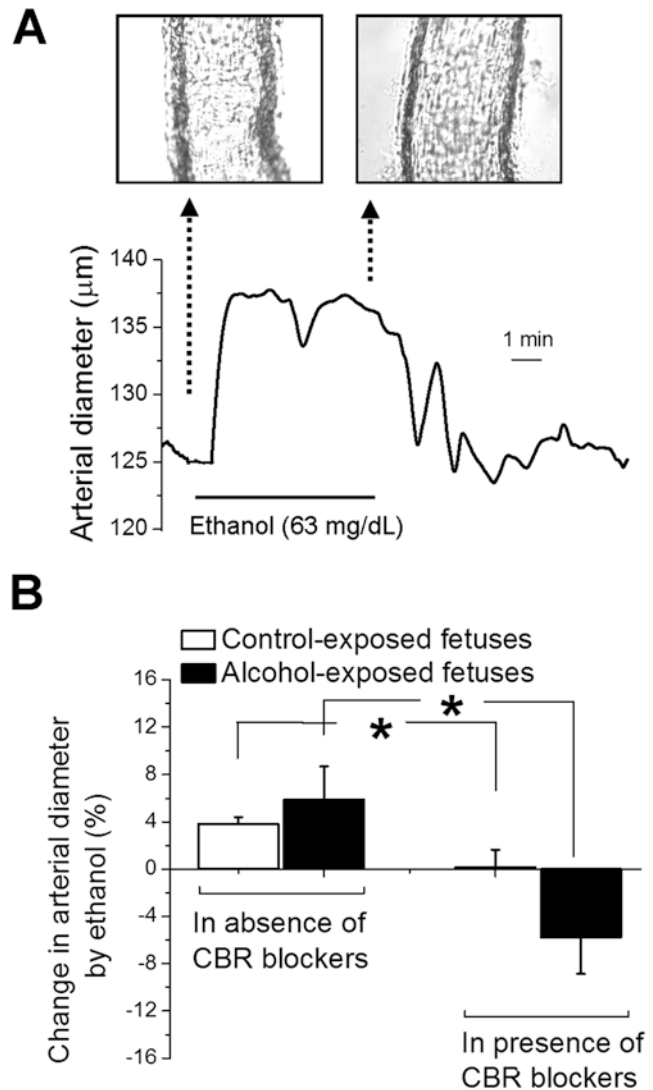 A
Arterial diameter (μm)
140
135
130
125
120
1 min
Ethanol (63 mg/dL)
B
Control-exposed fetuses
Alcohol-exposed fetuses
Change in arterial diameter
by ethanol (%)
16
12
8
4
0
-4
-8
-12
-16
*
*
In absence of
CBR blockers
In presence of
CBR blockers